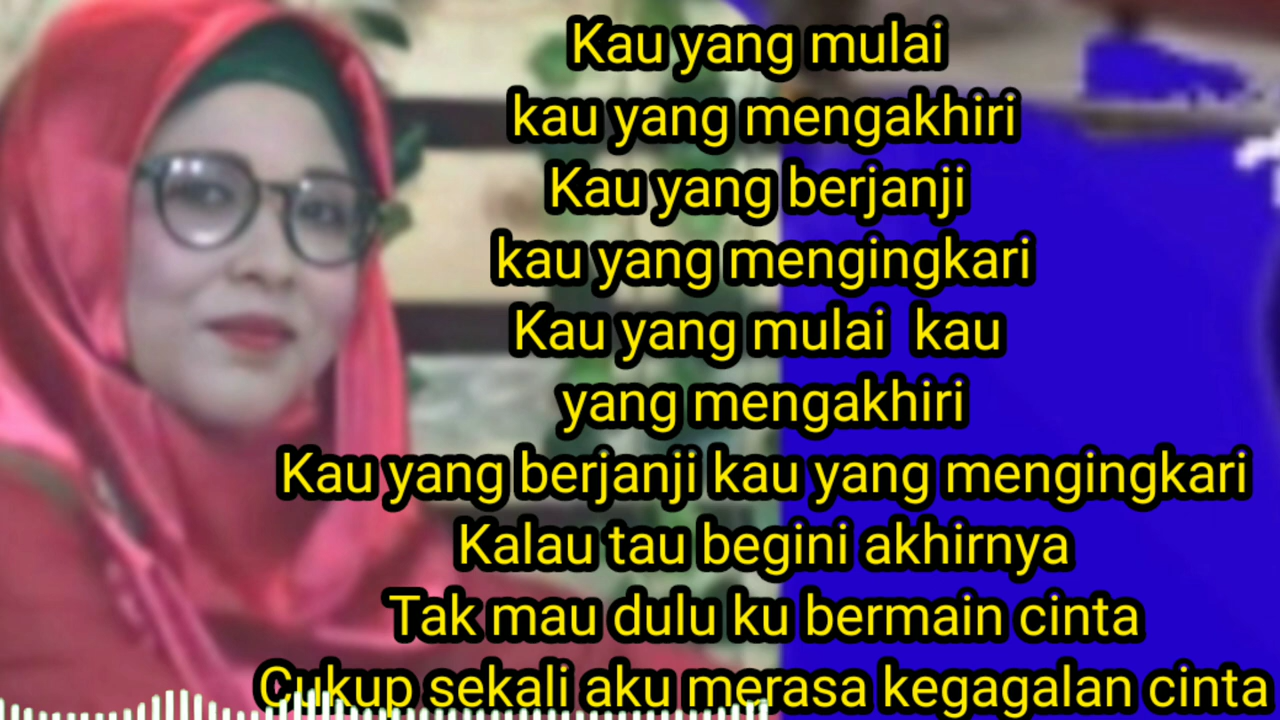 Kau yang mulai
kau yang mengakhiri
Kau yang berjanji
kau yang mengingkari
Kau yang mulai  kau
yang mengakhiri
Kau yang berjanji kau yang mengingkari
Kalau tau begini akhirnya
Tak mau dulu ku bermain cinta
Cukup sekali aku merasa kegagalan cinta